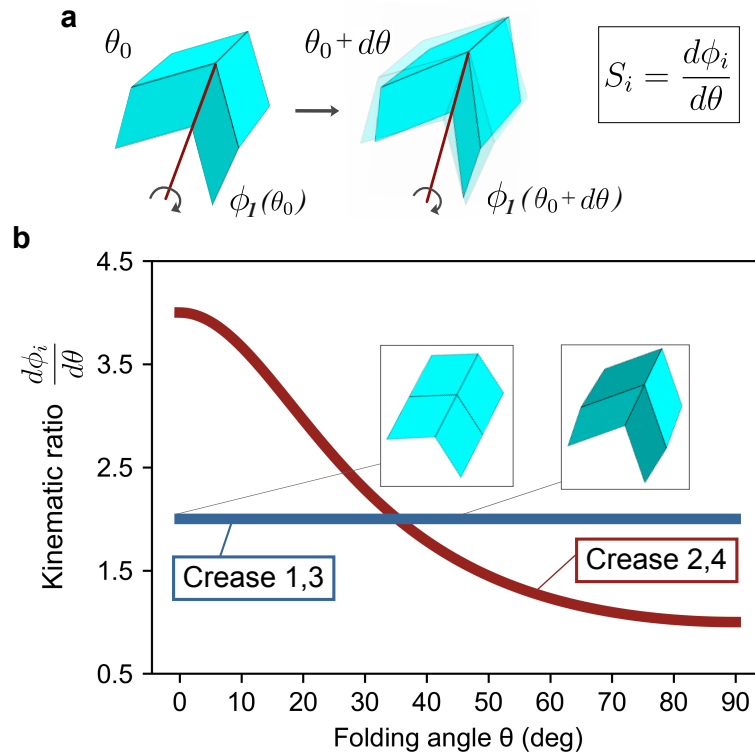 a
θ₀
θ₀ + dθ
Sᵢ = dϕᵢ / dθ
ϕ₁(θ₀)
ϕ₁(θ₀ + dθ)
b
4.5
3.5
2.5
1.5
0.5
Kinematic ratio dϕᵢ / dθ
Crease 1,3
Crease 2,4
0 10 20 30 40 50 60 70 80 90
Folding angle θ (deg)